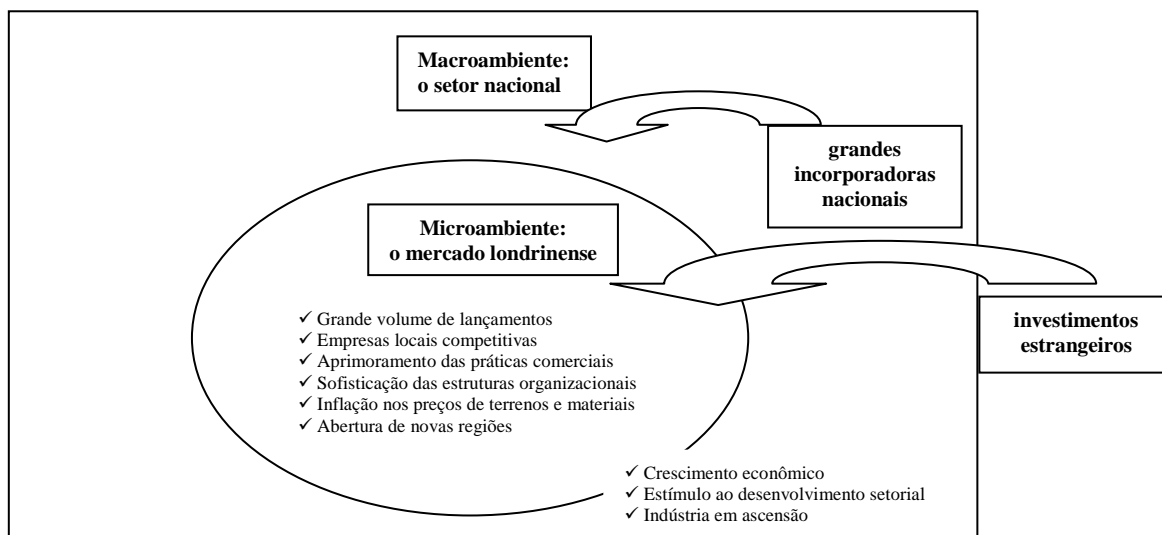 Macroambiente:
o setor nacional
grandes
incorporadoras
nacionais
Microambiente:
o mercado londrinense
investimentos
estrangeiros
✓ Grande volume de lançamentos
✓ Empresas locais competitivas
✓ Aprimoramento das práticas comerciais
✓ Sofisticação das estruturas organizacionais
✓ Inflação nos preços de terrenos e materiais
✓ Abertura de novas regiões
✓ Crescimento econômico
✓ Estímulo ao desenvolvimento setorial
✓ Indústria em ascensão